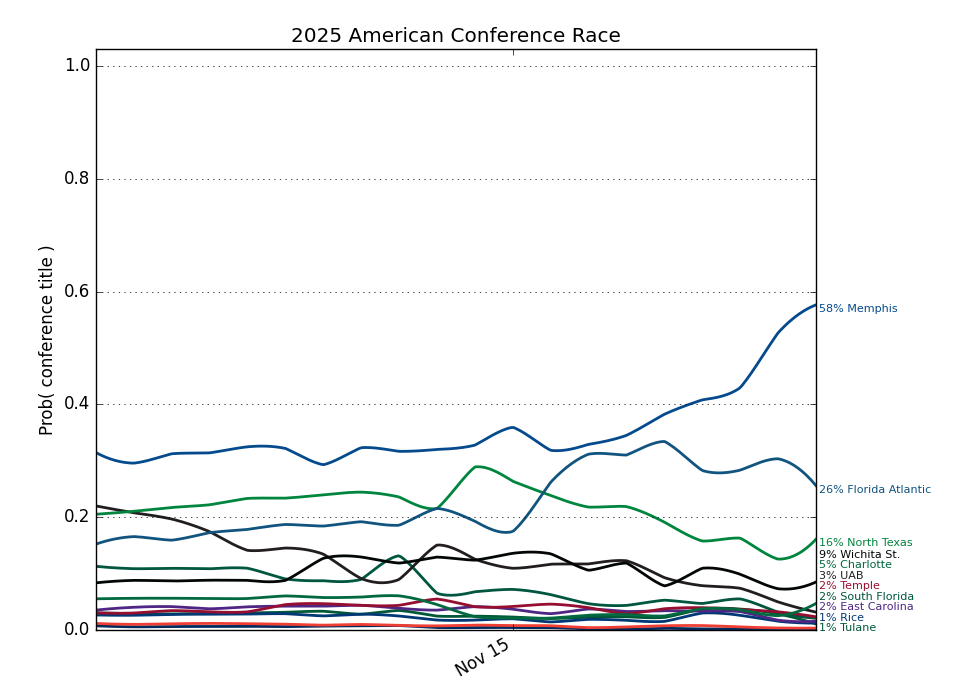 2025 American Conference Race
1.0
0.8
0.6
0.4
0.2
0.0
Prob( conference title )
Nov 15
58% Memphis
26% Florida Atlantic
16% North Texas
9% Wichita St.
5% Charlotte
3% UAB
2% Temple
2% South Florida
2% East Carolina
1% Rice
1% Tulane